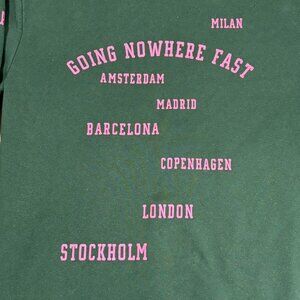 MILAN
GOING NOWHERE FAST
AMSTERDAM
MADRID
BARCELONA
COPENHAGEN
LONDON
STOCKHOLM